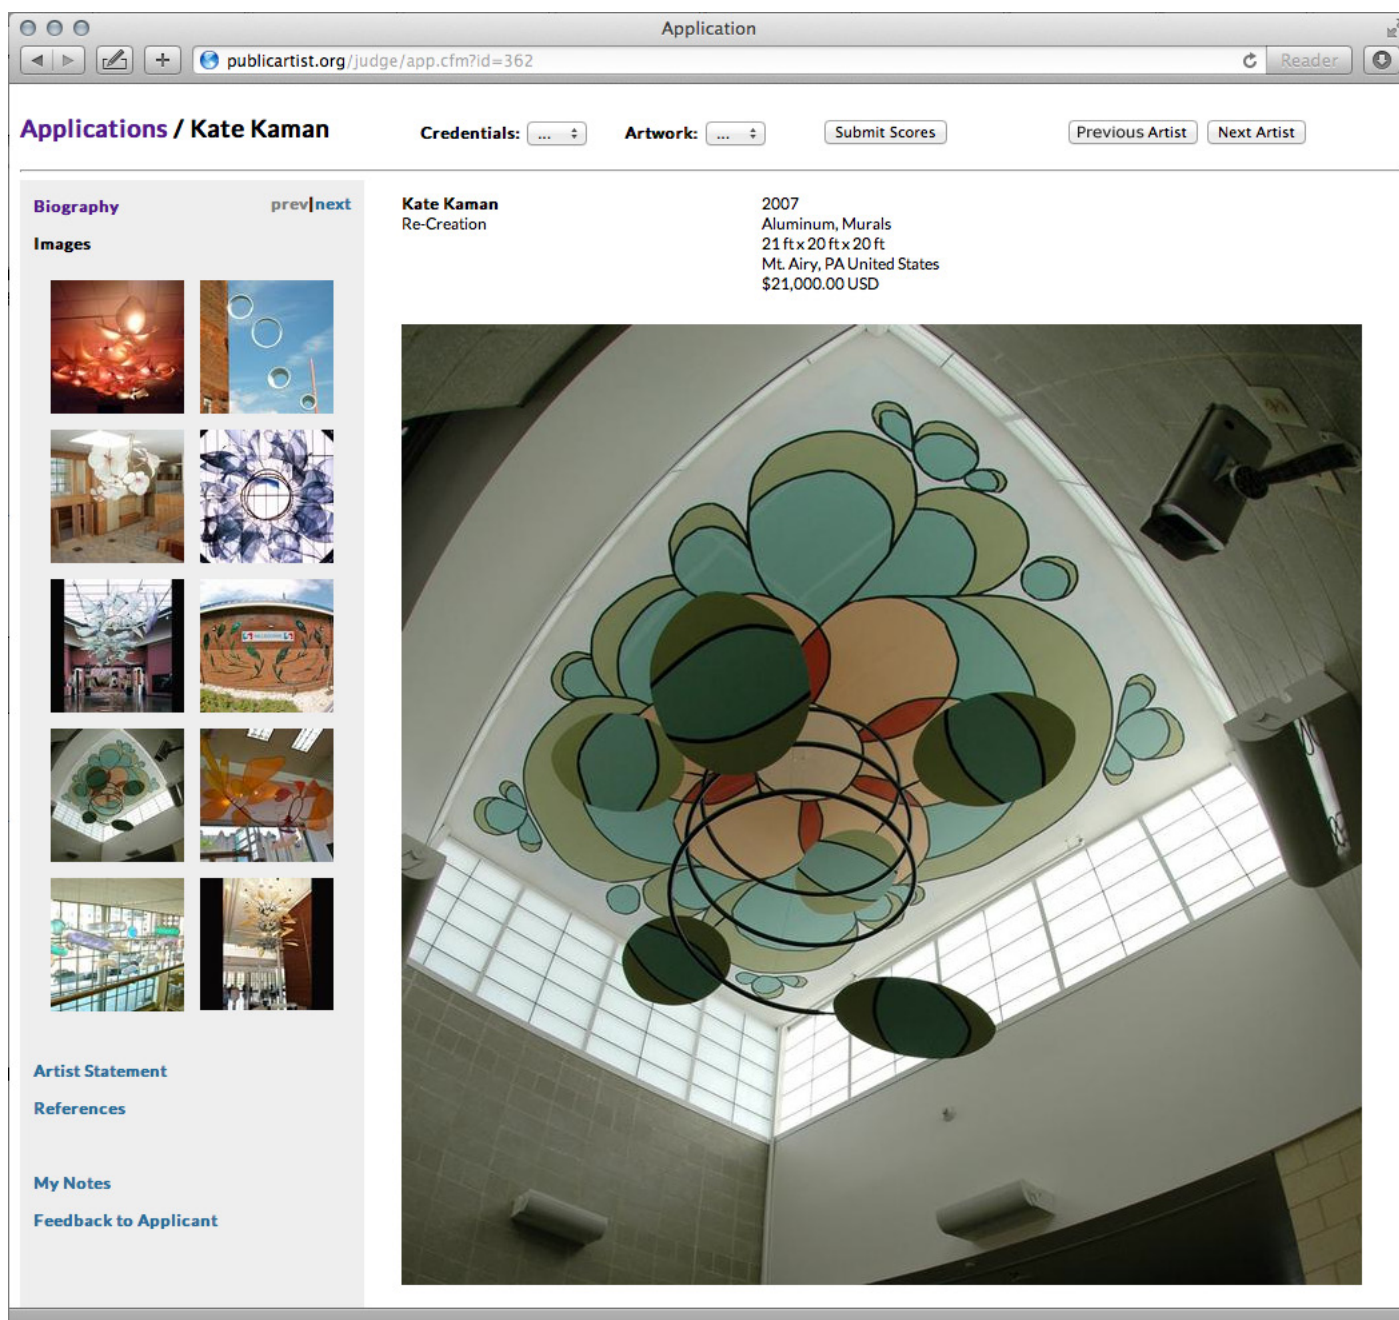 Application
publicartist.org/judge/app.cfm?id=362
Reader
Applications / Kate Kaman
Credentials: ...
Artwork: ...
Submit Scores
Previous Artist
Next Artist
Biography
prev|next
Images
Artist Statement
References
My Notes
Feedback to Applicant
Kate Kaman
Re-Creation
2007
Aluminum, Murals
21 ft x 20 ft x 20 ft
Mt. Airy, PA United States
$21,000.00 USD